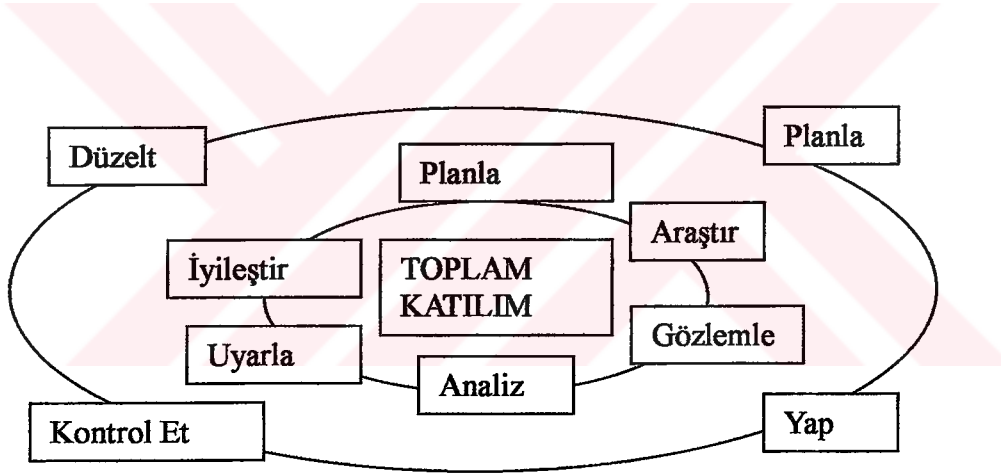 Düzelt
Planla
Planla
Araştır
İyileştir
TOPLAM
KATILIM
Gözlemle
Uyarla
Analiz
Kontrol Et
Yap